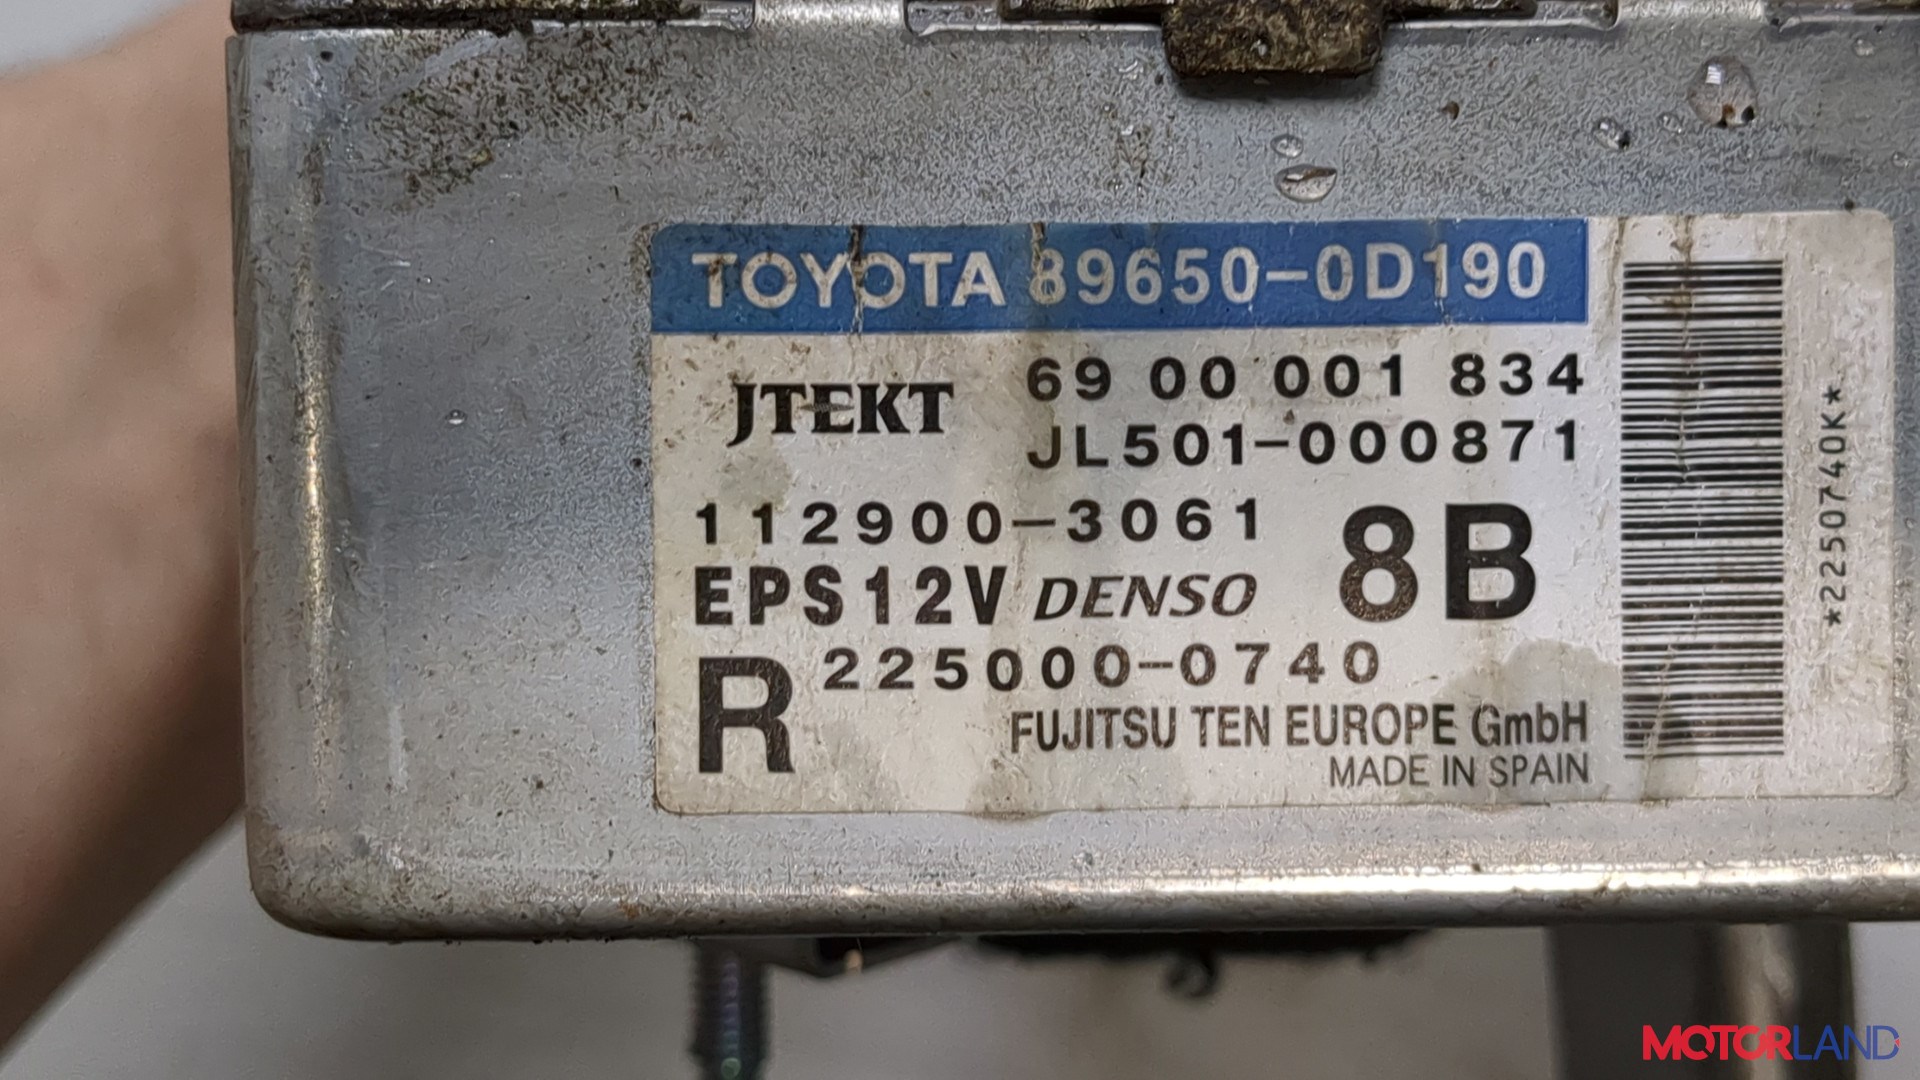 TOYOTA 89650-0D190
JTEKT
69 00 001 834
JL501-000871
112900-3061
8B
EPS12V DENSO
R 225000-0740
FUJITSU TEN EUROPE GmbH
MADE IN SPAIN
*2250740K*
MOTORLAND